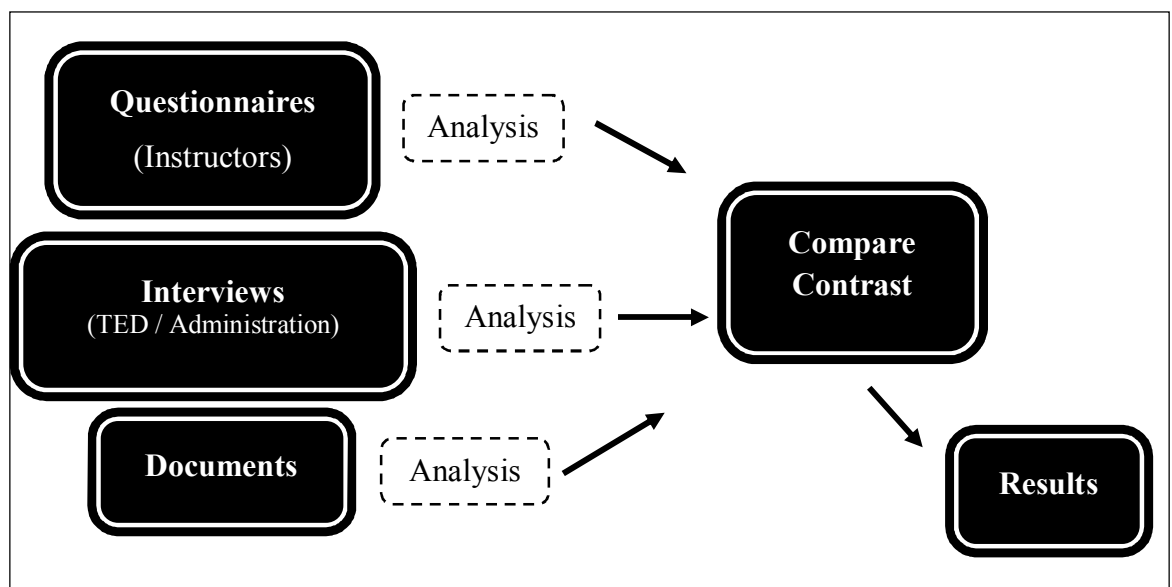 Questionnaires
(Instructors)
Analysis
Interviews
(TED / Administration)
Analysis
Documents
Analysis
Compare
Contrast
Results